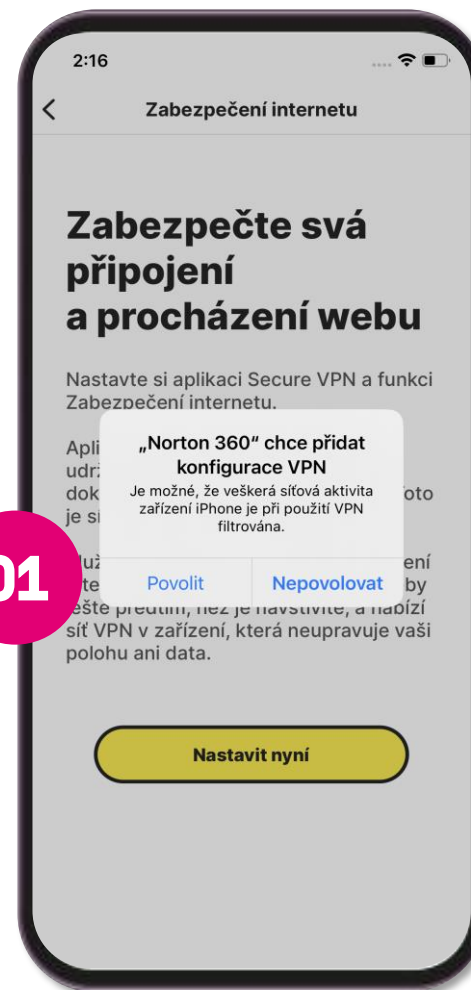 2:16
Zabezpečení internetu
Zabezpečte svá
připojení
a procházení webu
Nastavte si aplikaci Secure VPN a funkci
Zabezpečení internetu.
„Norton 360“ chce přidat
konfigurace VPN
Je možné, že veškerá síťová aktivita
zařízení iPhone je při použití VPN
filtrována.
Povolit Nepovolovat
je
01
by
ještě předtím, než je navštívíte, a nabízí
síť VPN v zařízení, která neupravuje vaši
polohu ani data.
Nastavit nyní